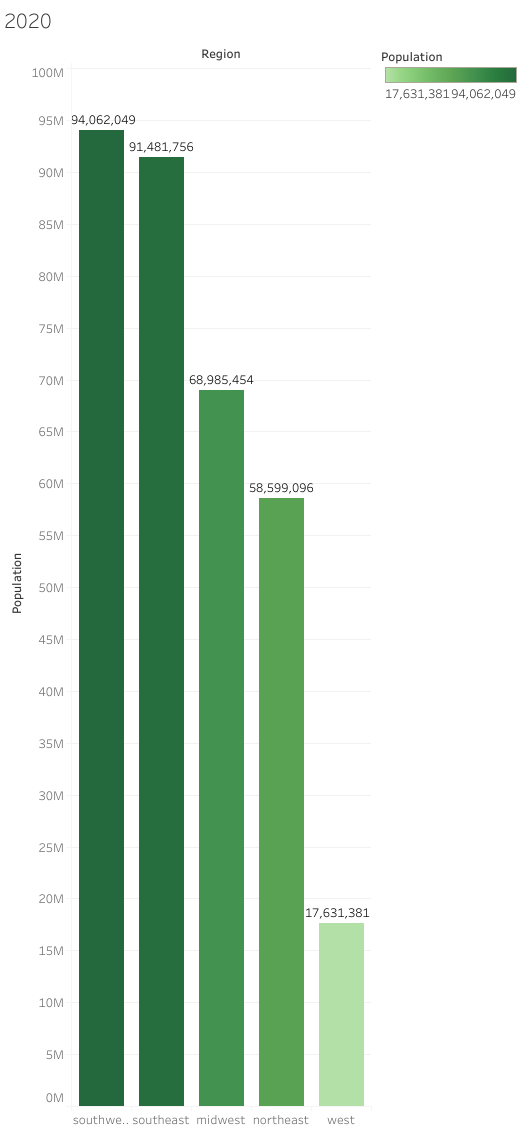 2020
Region
Population
17,631,381 94,062,049
100M
95M
90M
85M
80M
75M
70M
65M
60M
55M
50M
45M
40M
35M
30M
25M
20M
15M
10M
5M
0M
Population
94,062,049
91,481,756
68,985,454
58,599,096
17,631,381
southwe.. southeast midwest northeast west